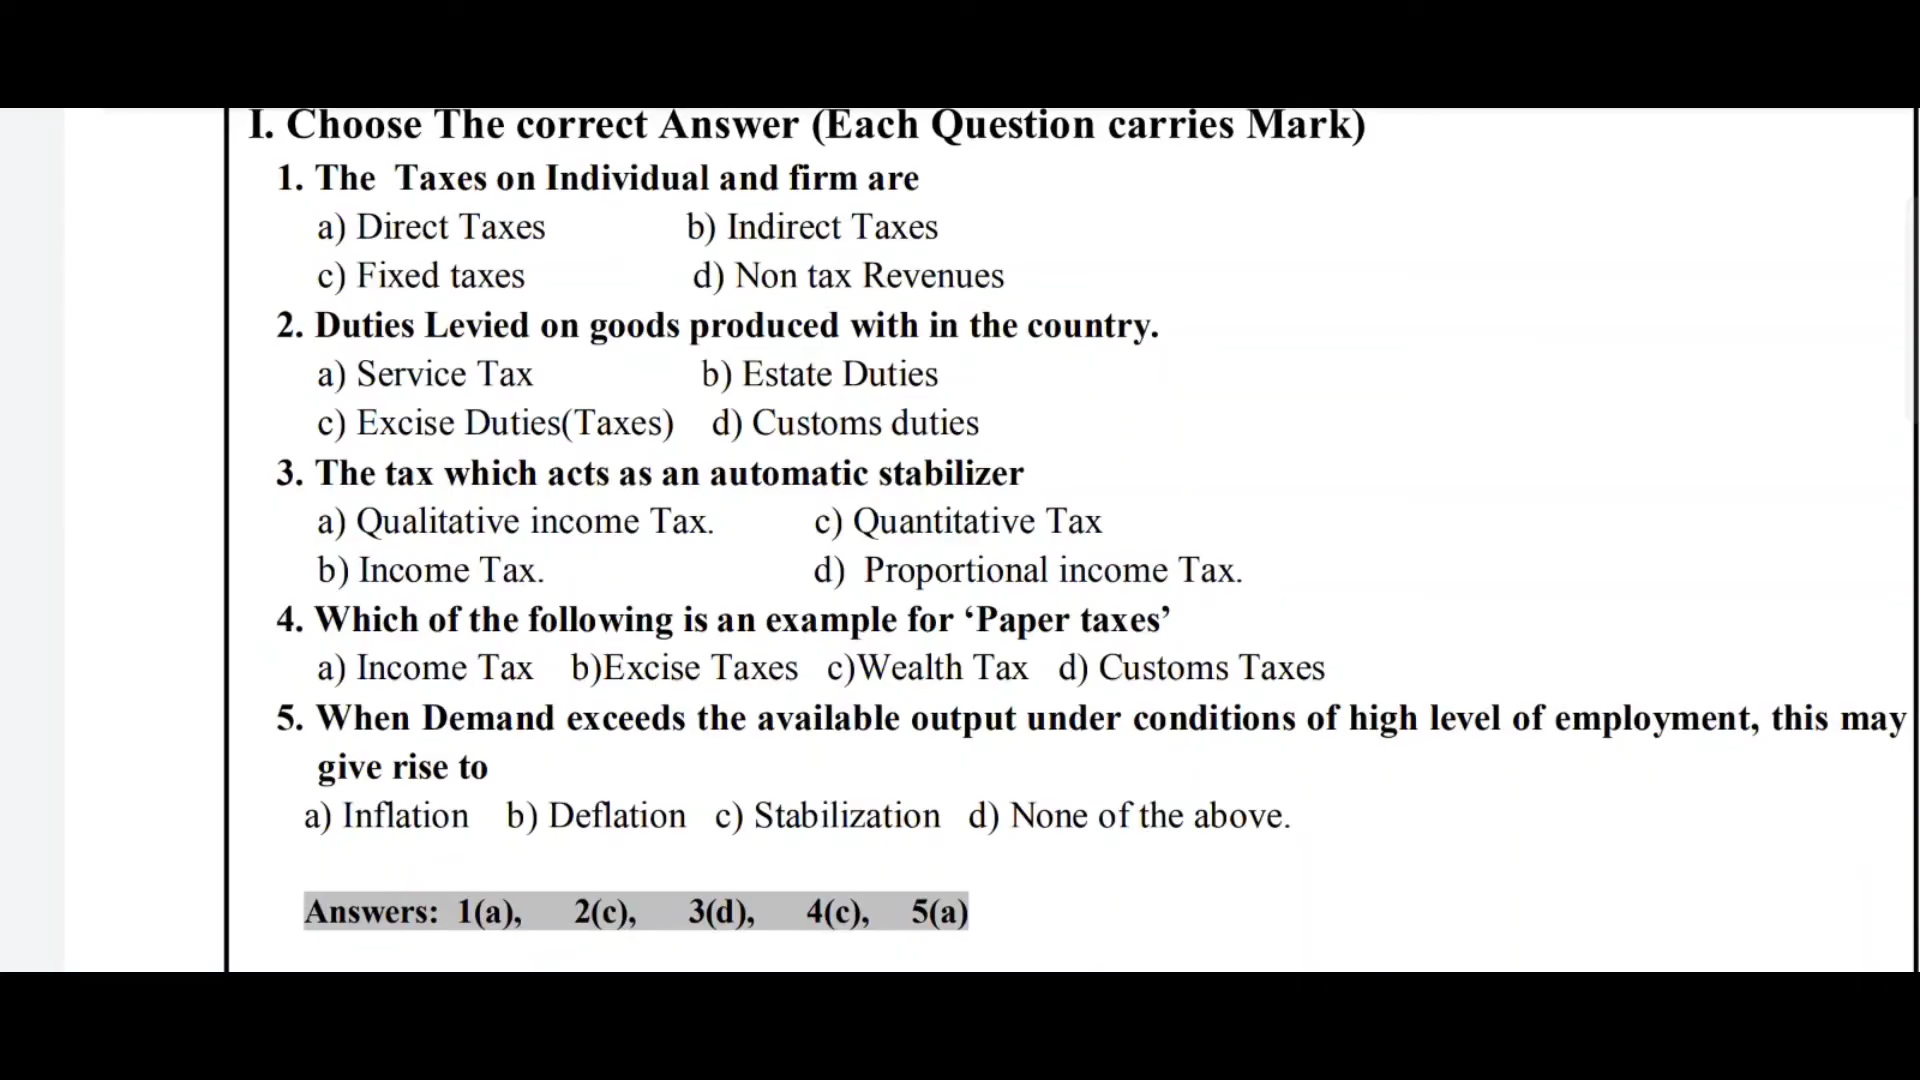 I. Choose The correct Answer (Each Question carries Mark)
1. The Taxes on Individual and firm are
a) Direct Taxes b) Indirect Taxes
c) Fixed taxes d) Non tax Revenues
2. Duties Levied on goods produced with in the country.
a) Service Tax b) Estate Duties
c) Excise Duties(Taxes) d) Customs duties
3. The tax which acts as an automatic stabilizer
a) Qualitative income Tax. c) Quantitative Tax
b) Income Tax. d) Proportional income Tax.
4. Which of the following is an example for ‘Paper taxes’
a) Income Tax b)Excise Taxes c)Wealth Tax d) Customs Taxes
5. When Demand exceeds the available output under conditions of high level of employment, this may
give rise to
a) Inflation b) Deflation c) Stabilization d) None of the above.
Answers: 1(a), 2(c), 3(d), 4(c), 5(a)